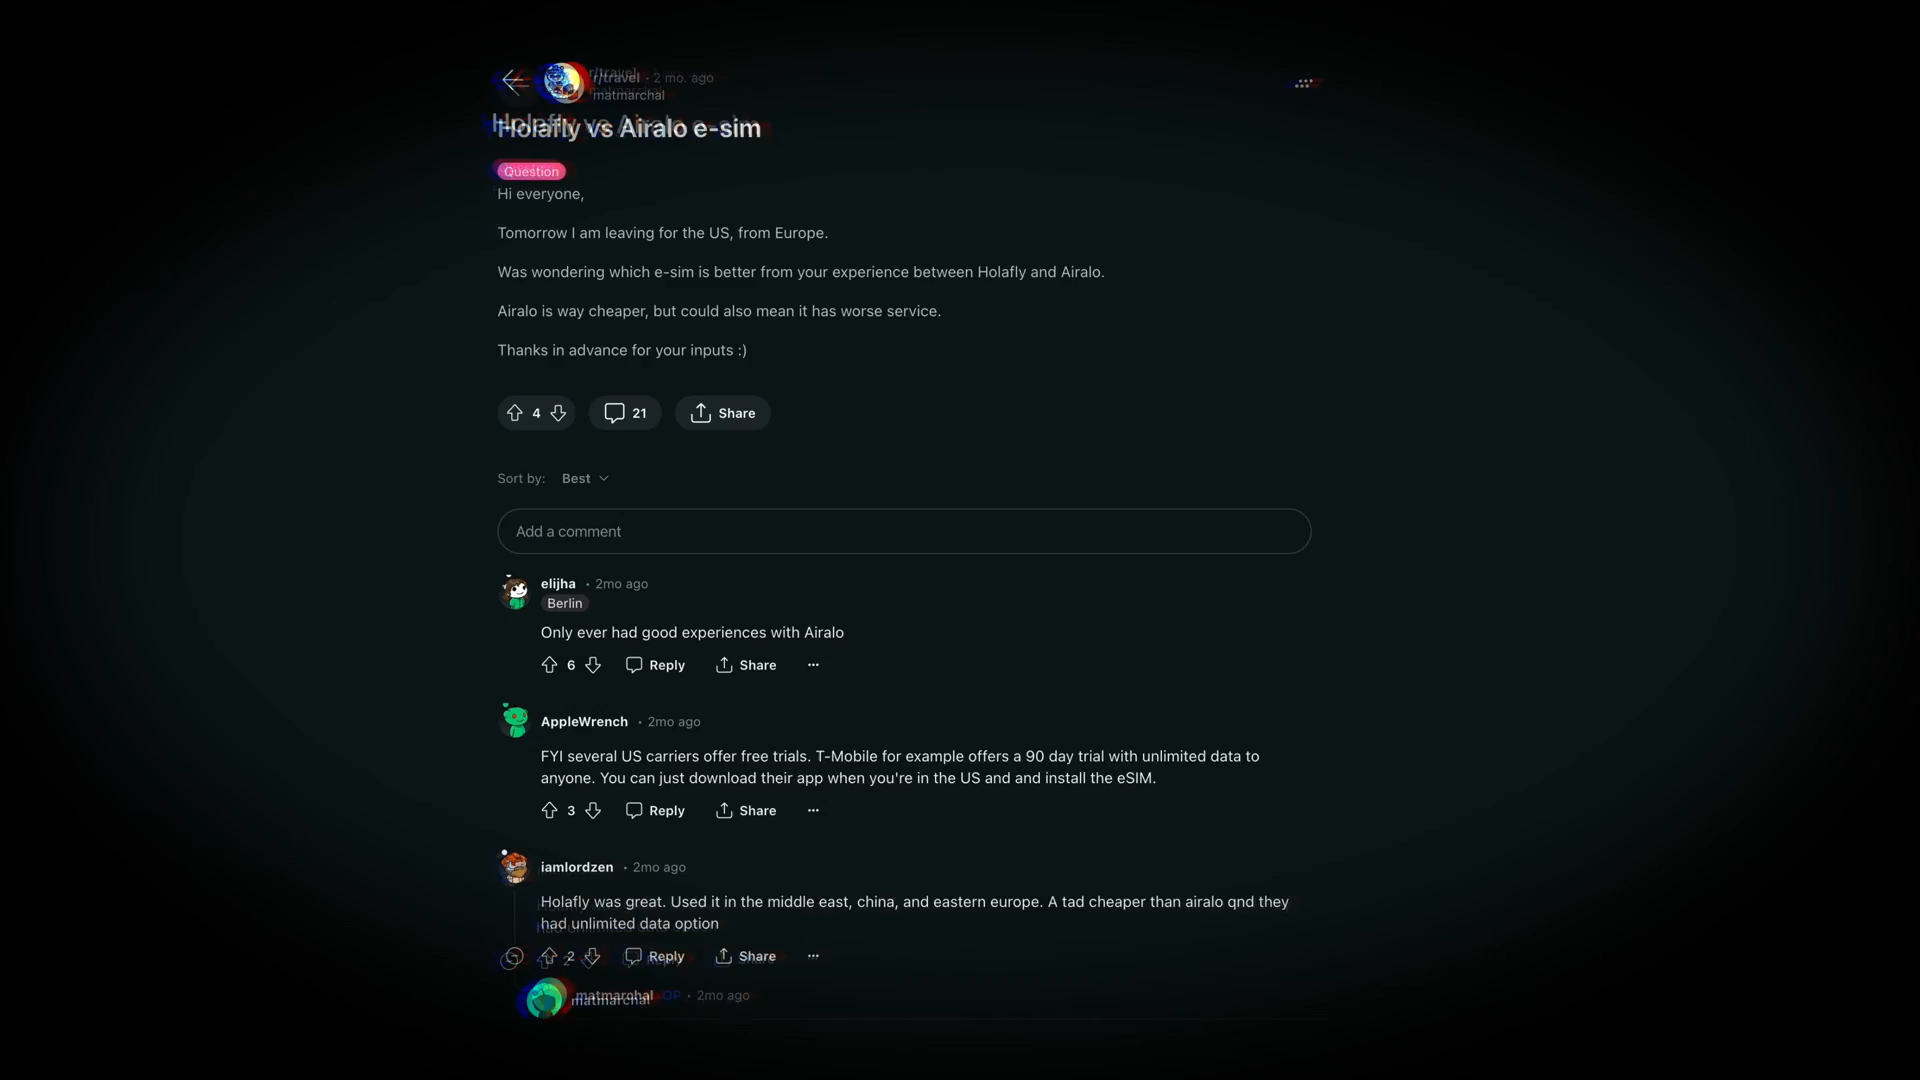 r/travel · 2 mo. ago
matmarchal
Holafly vs Airalo e-sim
Question
Hi everyone,
Tomorrow I am leaving for the US, from Europe.
Was wondering which e-sim is better from your experience between Holafly and Airalo.
Airalo is way cheaper, but could also mean it has worse service.
Thanks in advance for your inputs :)
4 21 Share
Sort by: Best
Add a comment
elijha · 2mo ago
Berlin
Only ever had good experiences with Airalo
6 Reply Share ···
AppleWrench · 2mo ago
FYI several US carriers offer free trials. T-Mobile for example offers a 90 day trial with unlimited data to
anyone. You can just download their app when you're in the US and and install the eSIM.
3 Reply Share ···
iamlordzen · 2mo ago
Holafly was great. Used it in the middle east, china, and eastern europe. A tad cheaper than airalo qnd they
had unlimited data option
2 Reply Share ···
matmarchal OP · 2mo ago